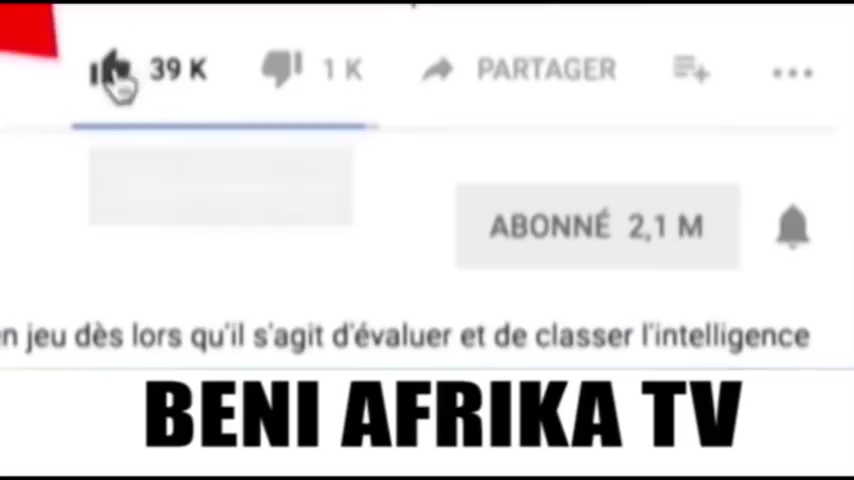 39 K 1 K PARTAGER
ABONNÉ 2,1 M
n jeu dès lors qu'il s'agit d'évaluer et de classer l'intelligence
BENI AFRIKA TV